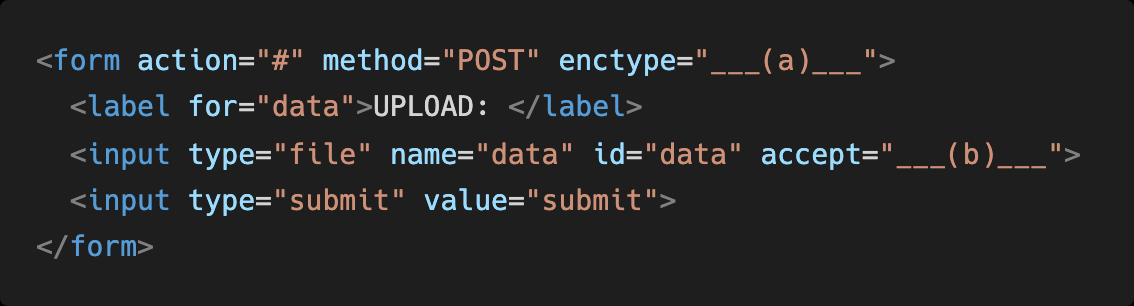 <form action="#" method="POST" enctype="___(a)___">
  <label for="data">UPLOAD: </label>
  <input type="file" name="data" id="data" accept="___(b)___">
  <input type="submit" value="submit">
</form>